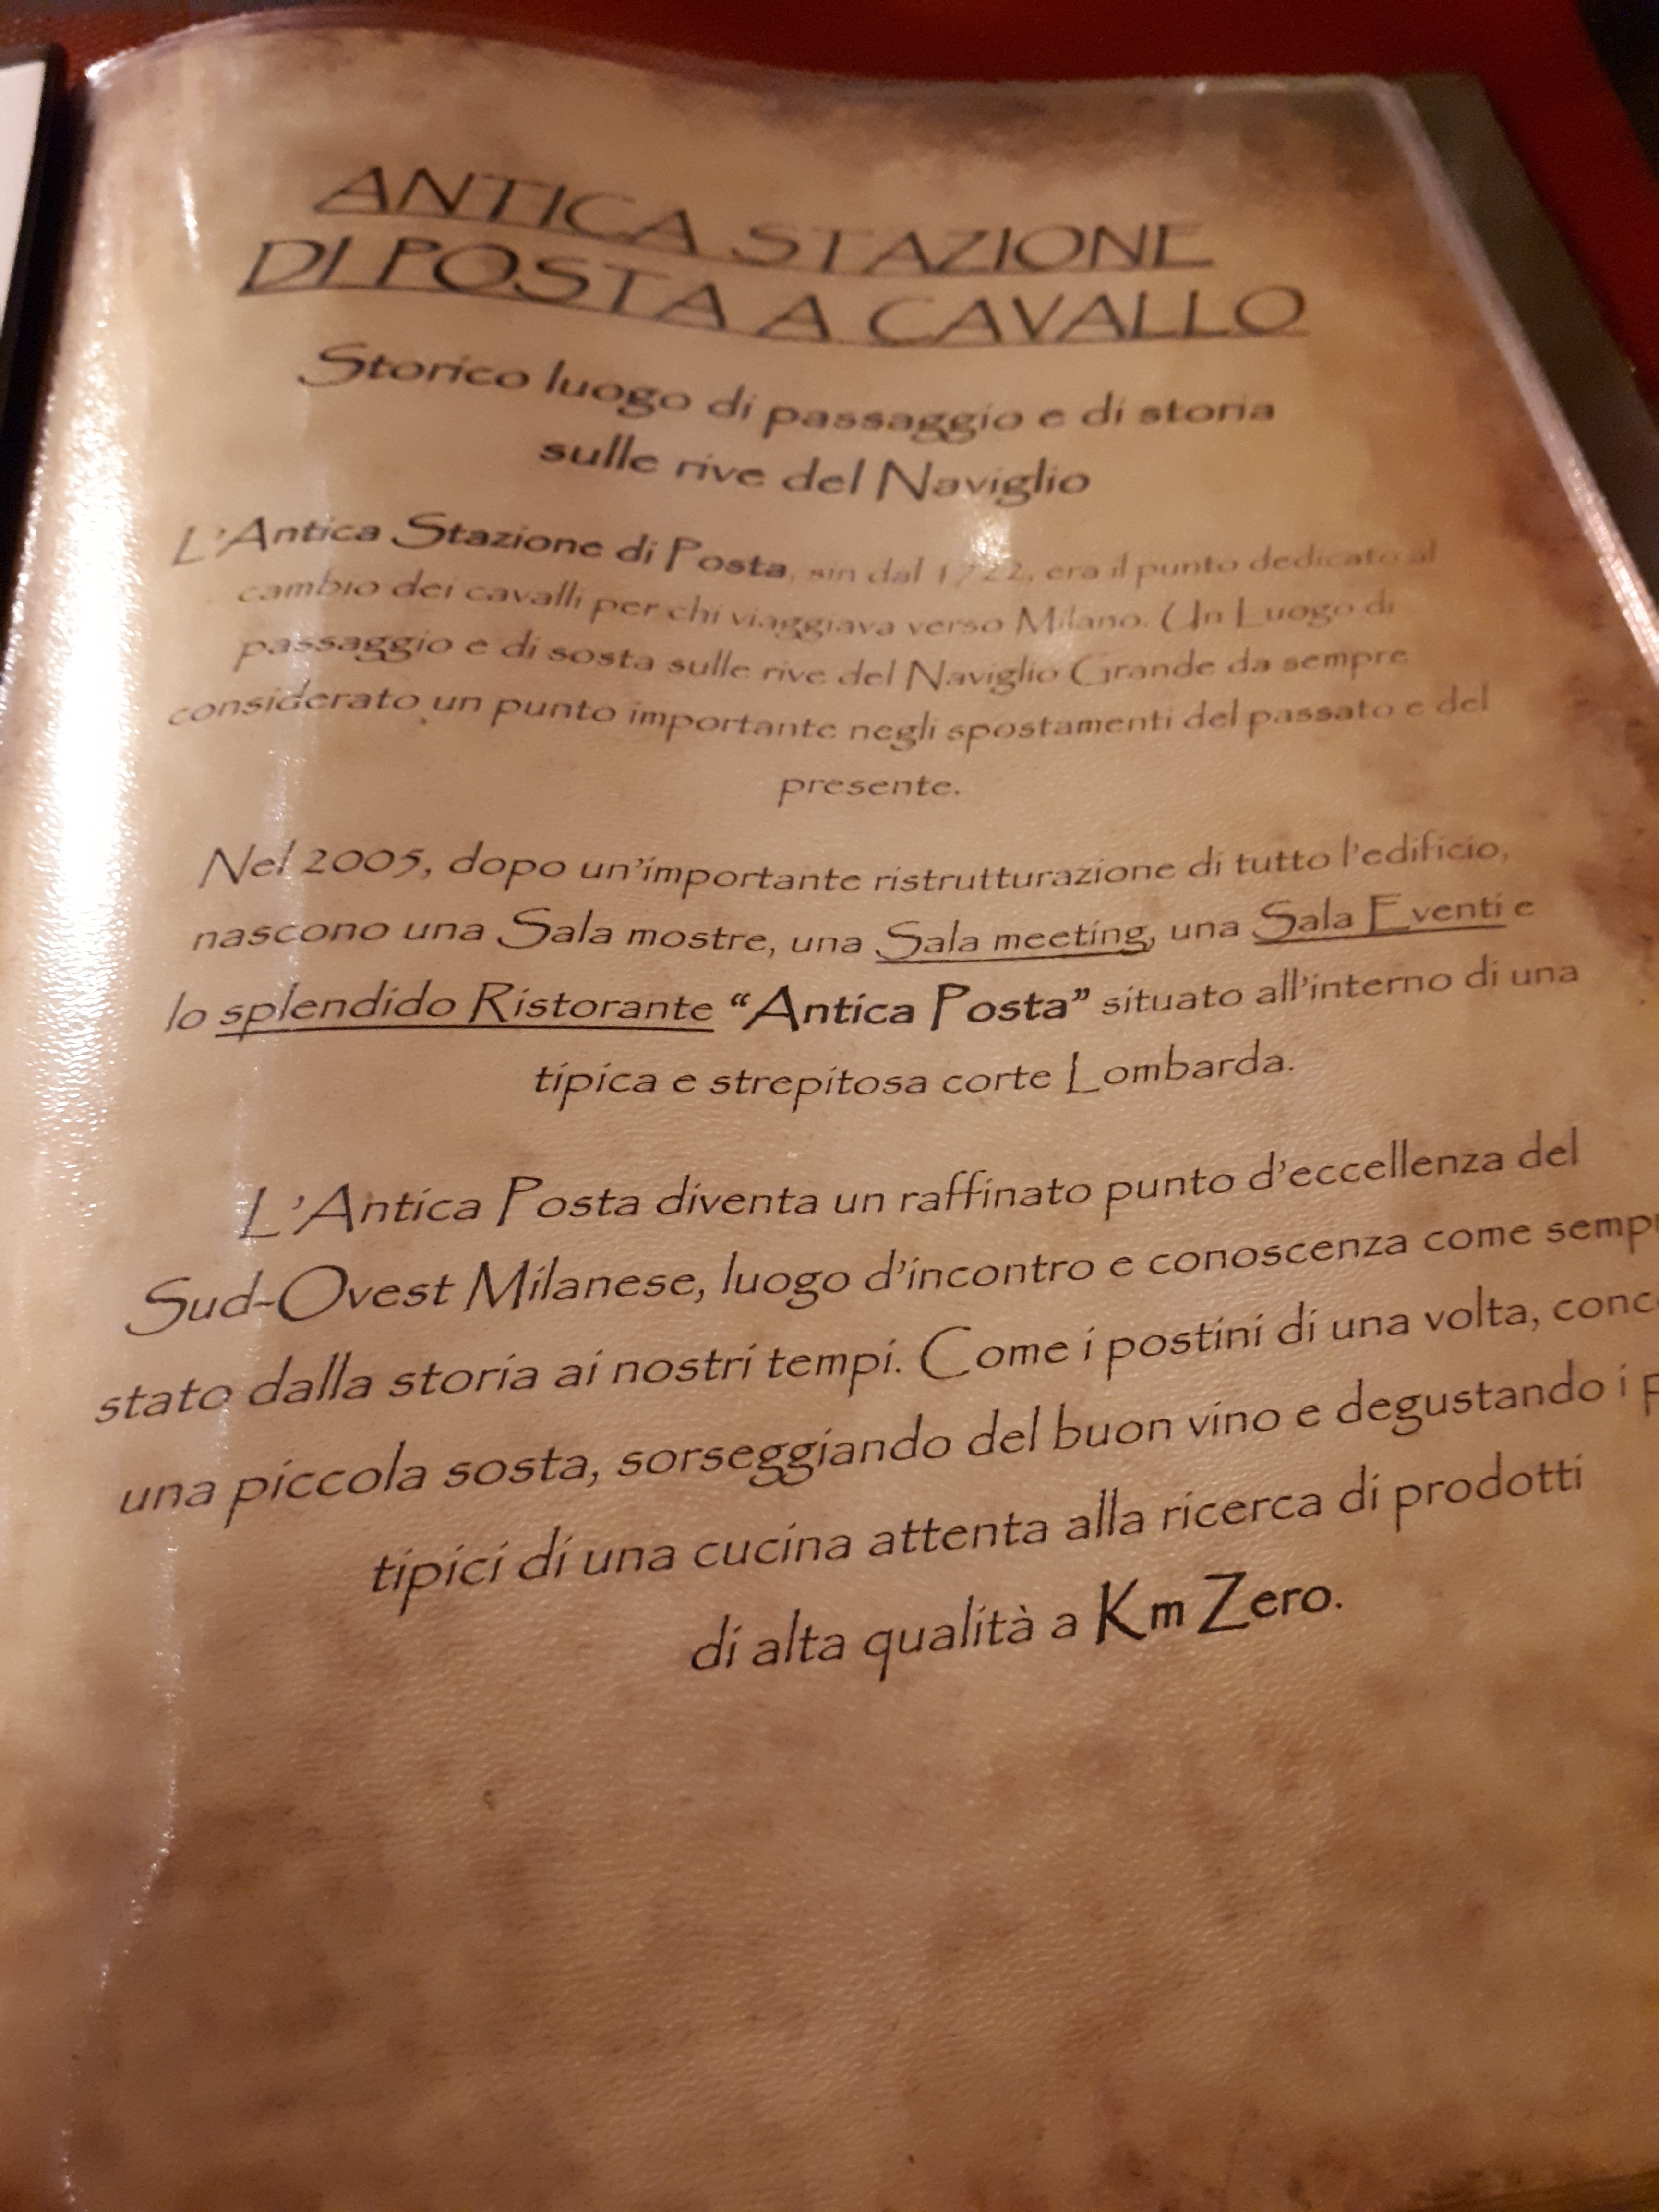 ANTICA STAZIONE
DI POSTA A CAVALLO
Storico luogo di passaggio e di storia
sulle rive del Naviglio
L'Antica Stazione di Posta, sin dal 1722, era il punto dedicato al
cambio dei cavalli per chi viaggiava verso Milano. Un Luogo di
passaggio e di sosta sulle rive del Naviglio Grande da sempre
considerato un punto importante negli spostamenti del passato e del
presente.
Nel 2005, dopo un'importante ristrutturazione di tutto l'edificio,
nascono una Sala mostre, una Sala meeting, una Sala Eventi e
lo splendido Ristorante “Antica Posta” situato all'interno di una
tipica e strepitosa corte Lombarda.
L'Antica Posta diventa un raffinato punto d'eccellenza del
Sud-Ovest Milanese, luogo d'incontro e conoscenza come
stato dalla storia ai nostri tempi. Come i postini di una volta,
una piccola sosta, sorseggiando del buon vino e degustando i
tipici di una cucina attenta alla ricerca di prodotti
di alta qualità a Km Zero.